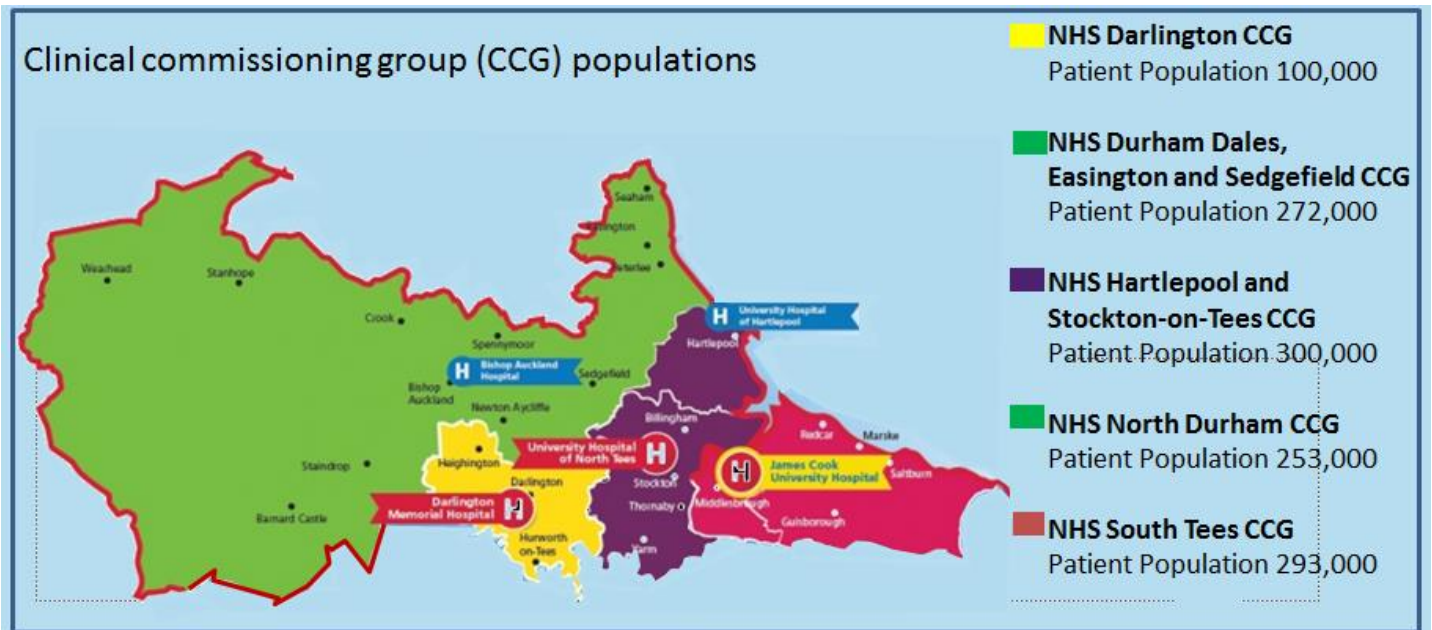 Clinical commissioning group (CCG) populations
NHS Darlington CCG
Patient Population 100,000
NHS Durham Dales,
Easington and Sedgefield CCG
Patient Population 272,000
NHS Hartlepool and
Stockton-on-Tees CCG
Patient Population 300,000
NHS North Durham CCG
Patient Population 253,000
NHS South Tees CCG
Patient Population 293,000
Seaham
Easington
Peterlee
Wearhead
Stanhope
Crook
Spennymoor
H
University Hospital
of Hartlepool
Hartlepool
H
Bishop Auckland
Hospital
Sedgefield
Bishop
Auckland
Newton Aycliffe
Billingham
Redcar
Marske
University Hospital
of North Tees
H
Heighington
Staindrop
H
James Cook
University Hospital
Saltburn
Darlington
Stockton
Middlesbrough
Darlington
Memorial Hospital
H
Thornaby
Guisborough
Barnard Castle
Hurworth
on-Tees
Yarm